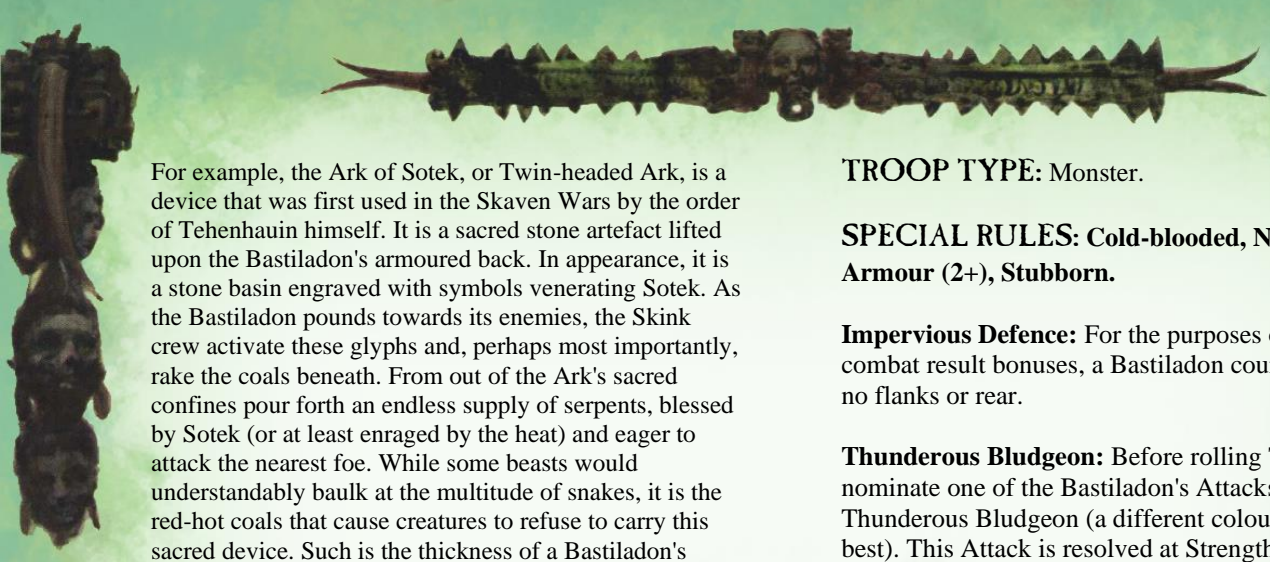 For example, the Ark of Sotek, or Twin-headed Ark, is a
device that was first used in the Skaven Wars by the order
of Tehenhauin himself. It is a sacred stone artefact lifted
upon the Bastiladon's armoured back. In appearance, it is
a stone basin engraved with symbols venerating Sotek. As
the Bastiladon pounds towards its enemies, the Skink
crew activate these glyphs and, perhaps most importantly,
rake the coals beneath. From out of the Ark's sacred
confines pour forth an endless supply of serpents, blessed
by Sotek (or at least enraged by the heat) and eager to
attack the nearest foe. While some beasts would
understandably baulk at the multitude of snakes, it is the
red-hot coals that cause creatures to refuse to carry this
sacred device. Such is the thickness of a Bastiladon's
TROOP TYPE: Monster.
SPECIAL RULES: Cold-blooded,
Armour (2+), Stubborn.
Impervious Defence: For the purposes
combat result bonuses, a Bastiladon
no flanks or rear.
Thunderous Bludgeon: Before rolling
nominate one of the Bastiladon's Attacks
Thunderous Bludgeon (a different
best). This Attack is resolved at Strength